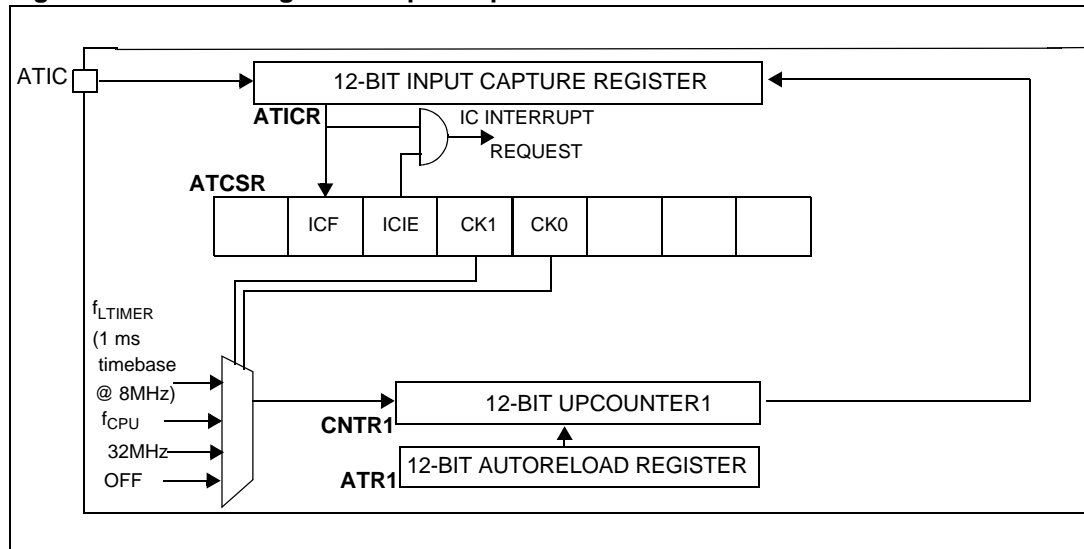 ATIC
12-BIT INPUT CAPTURE REGISTER
ATICR
IC INTERRUPT
REQUEST
ATCSR
ICF ICIE CK1 CK0
fLTIMER
(1 ms
timebase
@ 8MHz)
fCPU
32MHz
OFF
12-BIT UPCOUNTER1
CNTR1
12-BIT AUTORELOAD REGISTER
ATR1